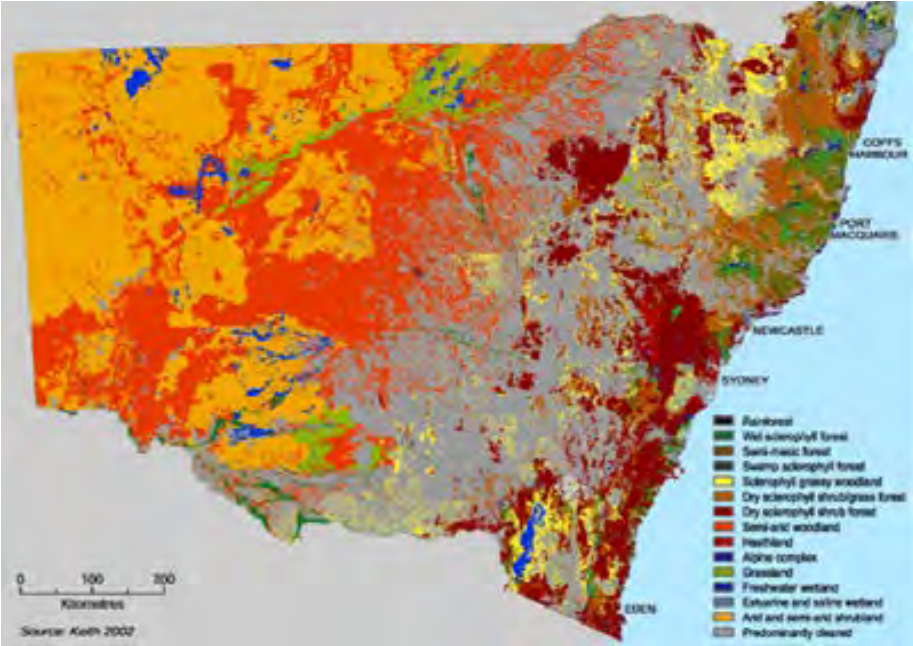 COFFS
HARBOUR
PORT
MACQUARIE
NEWCASTLE
SYDNEY
Rainforest
Wet sclerophyll forest
Semi-mesic forest
Swamp sclerophyll forest
Sclerophyll grassy woodland
Dry sclerophyll shrub/grass forest
Dry sclerophyll shrub forest
Semi-arid woodland
Heathland
Alpine complex
Grassland
Freshwater wetland
Estuarine and saline wetland
Arid and semi-arid shrubland
Predominantly cleared
EDEN
0 100 200
Kilometres
Source: Keith 2002